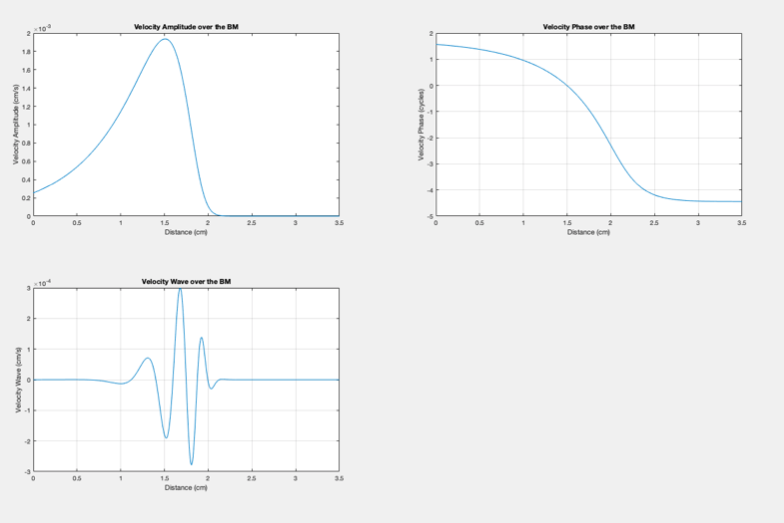 Velocity Amplitude over the BM
×10⁻³
2
1.8
1.6
1.4
1.2
1
0.8
0.6
0.4
0.2
0
Velocity Amplitude (cm/s)
0 0.5 1 1.5 2 2.5 3 3.5
Distance (cm)
Velocity Phase over the BM
2
1
0
-1
-2
-3
-4
-5
Velocity Phase (cycles)
0 0.5 1 1.5 2 2.5 3 3.5
Distance (cm)
Velocity Wave over the BM
×10⁻⁴
3
2
1
0
-1
-2
-3
Velocity Wave (cm/s)
0 0.5 1 1.5 2 2.5 3 3.5
Distance (cm)